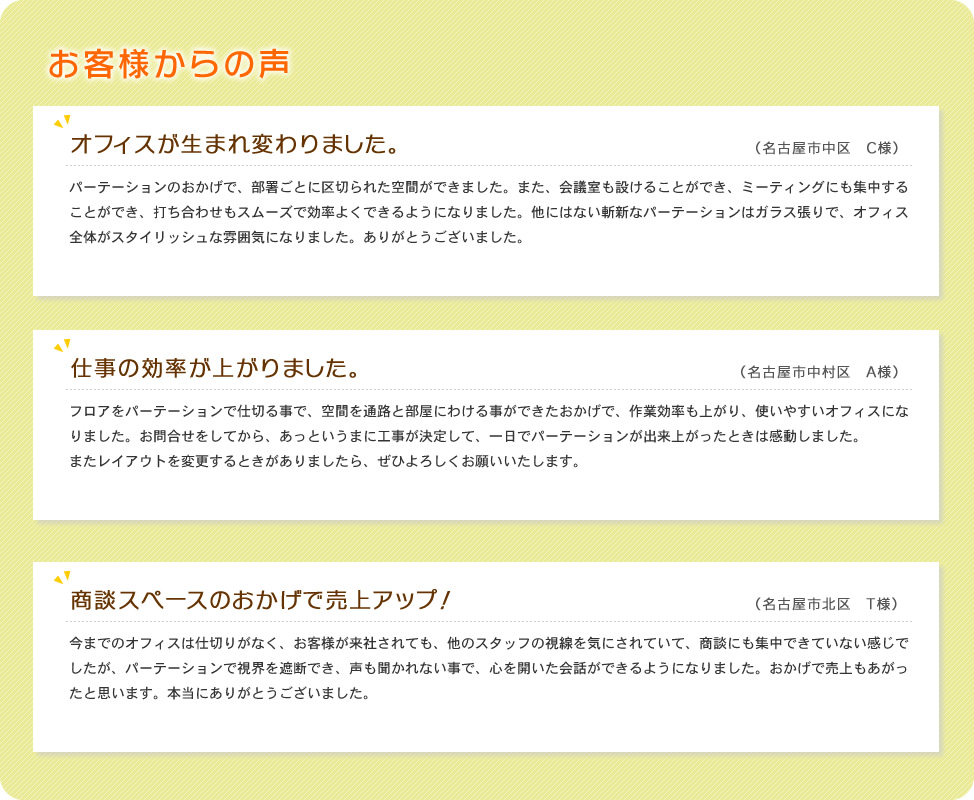 お客様からの声
オフィスが生まれ変わりました。
（名古屋市中区　C様）
パーテーションのおかげで、部署ごとに区切られた空間ができました。また、会議室も設けることができ、ミーティングにも集中する
ことができ、打ち合わせもスムーズで効率よくできるようになりました。他にはない斬新なパーテーションはガラス張りで、オフィス
全体がスタイリッシュな雰囲気になりました。ありがとうございました。
仕事の効率が上がりました。
（名古屋市中村区　A様）
フロアをパーテーションで仕切る事で、空間を通路と部屋にわける事ができたおかげで、作業効率も上がり、使いやすいオフィスにな
りました。お問合せをしてから、あっというまに工事が決定して、一日でパーテーションが出来上がったときは感動しました。
またレイアウトを変更するときがありましたら、ぜひよろしくお願いいたします。
商談スペースのおかげで売上アップ！
（名古屋市北区　T様）
今までのオフィスは仕切りがなく、お客様が来社されても、他のスタッフの視線を気にされていて、商談にも集中できていない感じで
したが、パーテーションで視界を遮断でき、声も聞かれない事で、心を開いた会話ができるようになりました。おかげで売上もあがっ
たと思います。本当にありがとうございました。